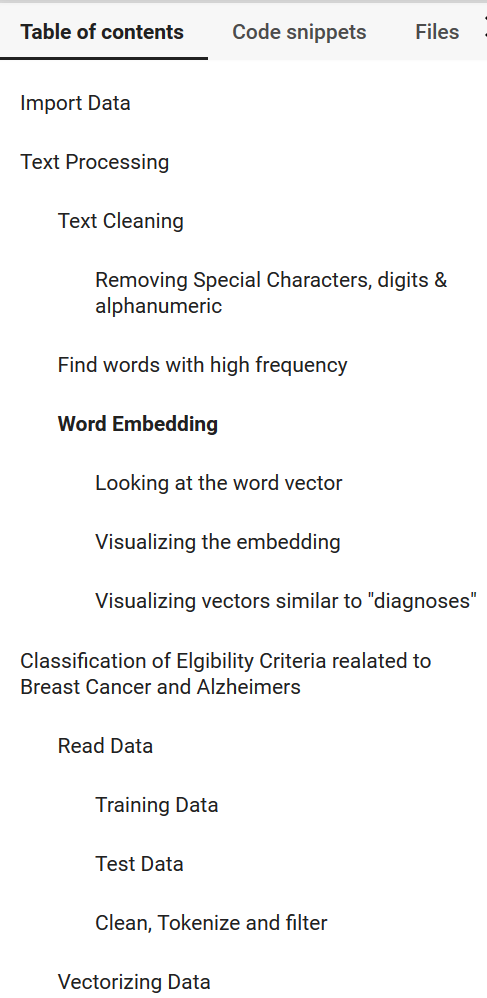 Table of contents Code snippets Files
Import Data
Text Processing
Text Cleaning
Removing Special Characters, digits &
alphanumeric
Find words with high frequency
Word Embedding
Looking at the word vector
Visualizing the embedding
Visualizing vectors similar to "diagnoses"
Classification of Elgibility Criteria realated to
Breast Cancer and Alzheimers
Read Data
Training Data
Test Data
Clean, Tokenize and filter
Vectorizing Data